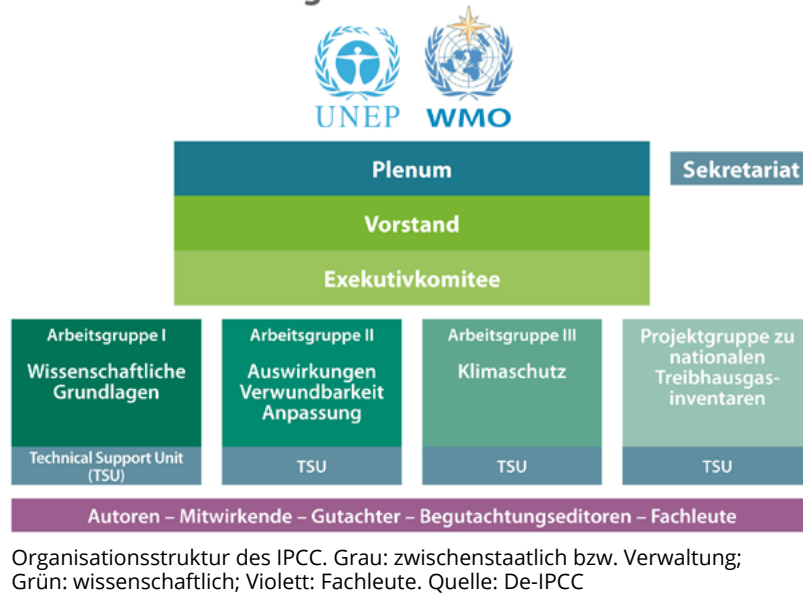 UNEP WMO
Plenum
Sekretariat
Vorstand
Exekutivkomitee
Arbeitsgruppe I
Wissenschaftliche
Grundlagen
Technical Support Unit
(TSU)
Arbeitsgruppe II
Auswirkungen
Verwundbarkeit
Anpassung
TSU
Arbeitsgruppe III
Klimaschutz
TSU
Projektgruppe zu
nationalen
Treibhausgas-
inventaren
TSU
Autoren – Mitwirkende – Gutachter – Begutachtungseditoren – Fachleute
Organisationsstruktur des IPCC. Grau: zwischenstaatlich bzw. Verwaltung;
Grün: wissenschaftlich; Violett: Fachleute. Quelle: De-IPCC